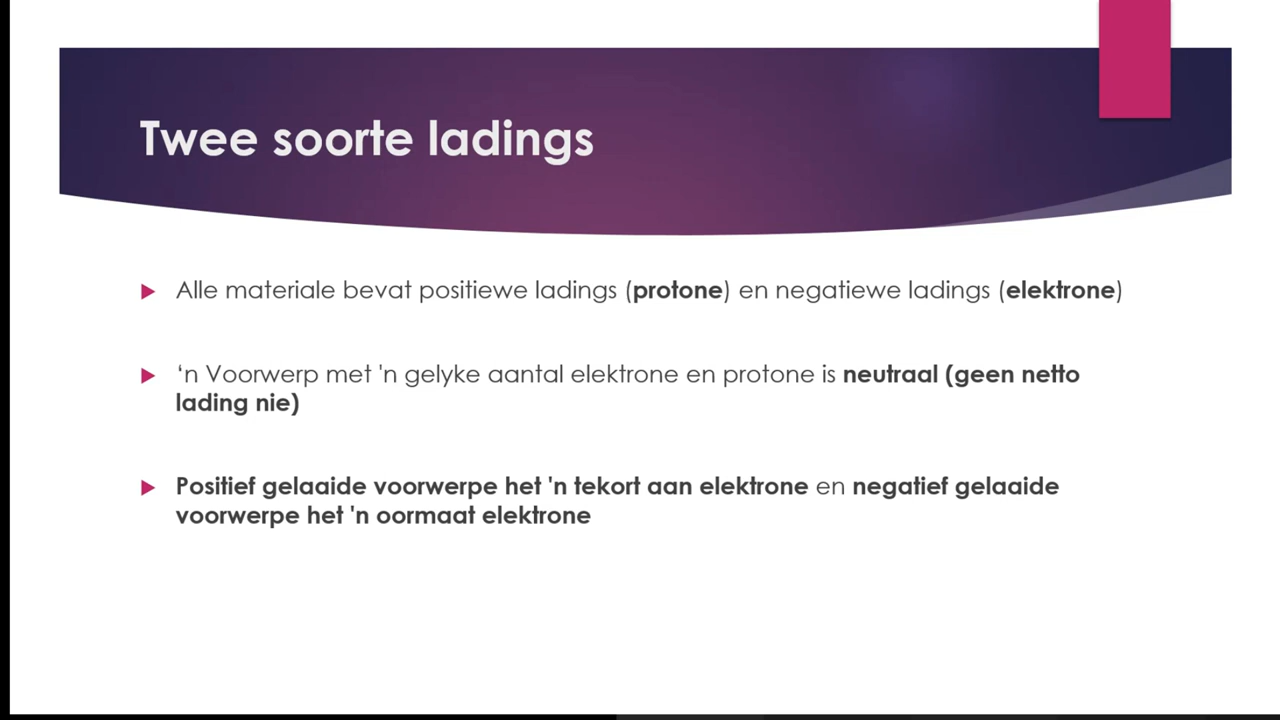 Twee soorte ladings
Alle materiale bevat positiewe ladings (protone) en negatiewe ladings (elektrone)
‘n Voorwerp met 'n gelyke aantal elektrone en protone is neutraal (geen netto
lading nie)
Positief gelaaide voorwerpe het 'n tekort aan elektrone en negatief gelaaide
voorwerpe het 'n oormaat elektrone